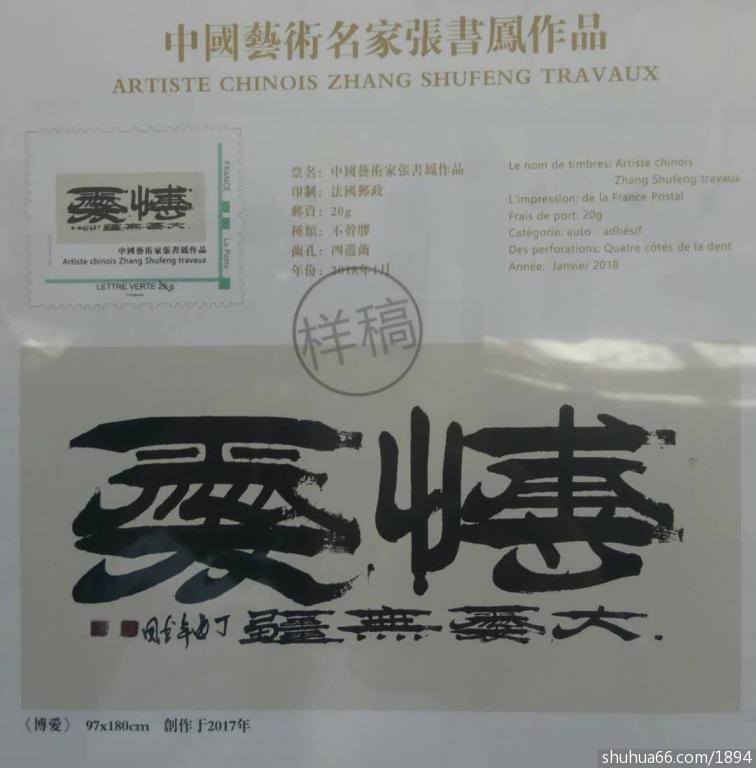 中國藝術名家張書鳳作品
ARTISTE CHINOIS ZHANG SHUFENG TRAVAUX
FRANCE
La Poste
中國藝術家張書鳳作品
Artiste chinois Zhang Shufeng travaux
LETTRE VERTE 20g
票名：中國藝術家張書鳳作品
印制：法國郵政
郵資：20g
種類：不幹膠
齒孔：四邊齒
年份：2018年1月
Le nom de timbres: Artiste chinois
Zhang Shufeng travaux
L'impression: de la France Postal
Frais de port: 20g
Catégorie: auto - adhésif
Des perforations: Quatre côtés de la dent
Année: Janvier 2018
样稿
博愛
大愛無疆
《博愛》 97x180cm 創作于2017年
shuhua66.com/1894